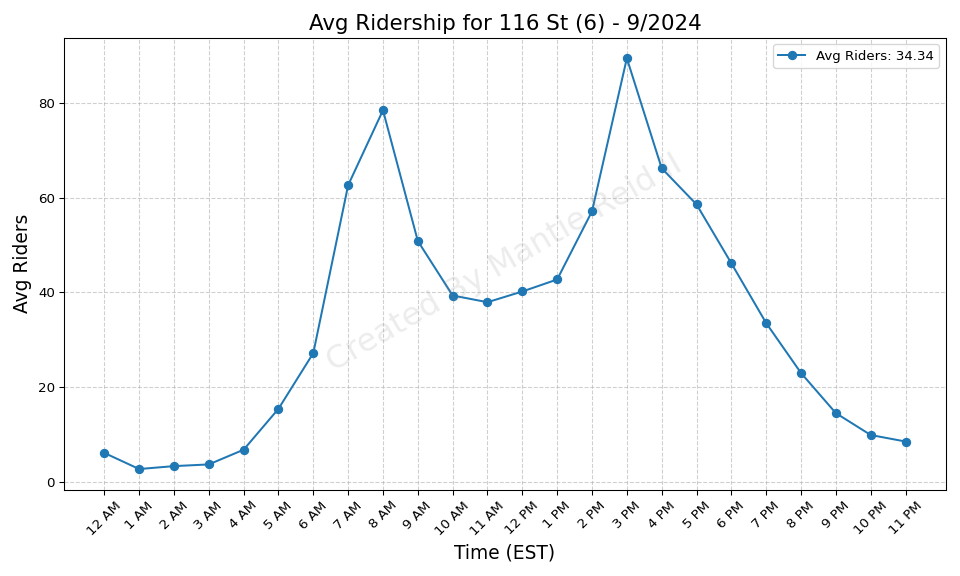 Avg Ridership for 116 St (6) - 9/2024
Avg Riders: 34.34
Avg Riders
80
60
40
20
0
Created By Mantie Reid II
12 AM
1 AM
2 AM
3 AM
4 AM
5 AM
6 AM
7 AM
8 AM
9 AM
10 AM
11 AM
12 PM
1 PM
2 PM
3 PM
4 PM
5 PM
6 PM
7 PM
8 PM
9 PM
10 PM
11 PM
Time (EST)